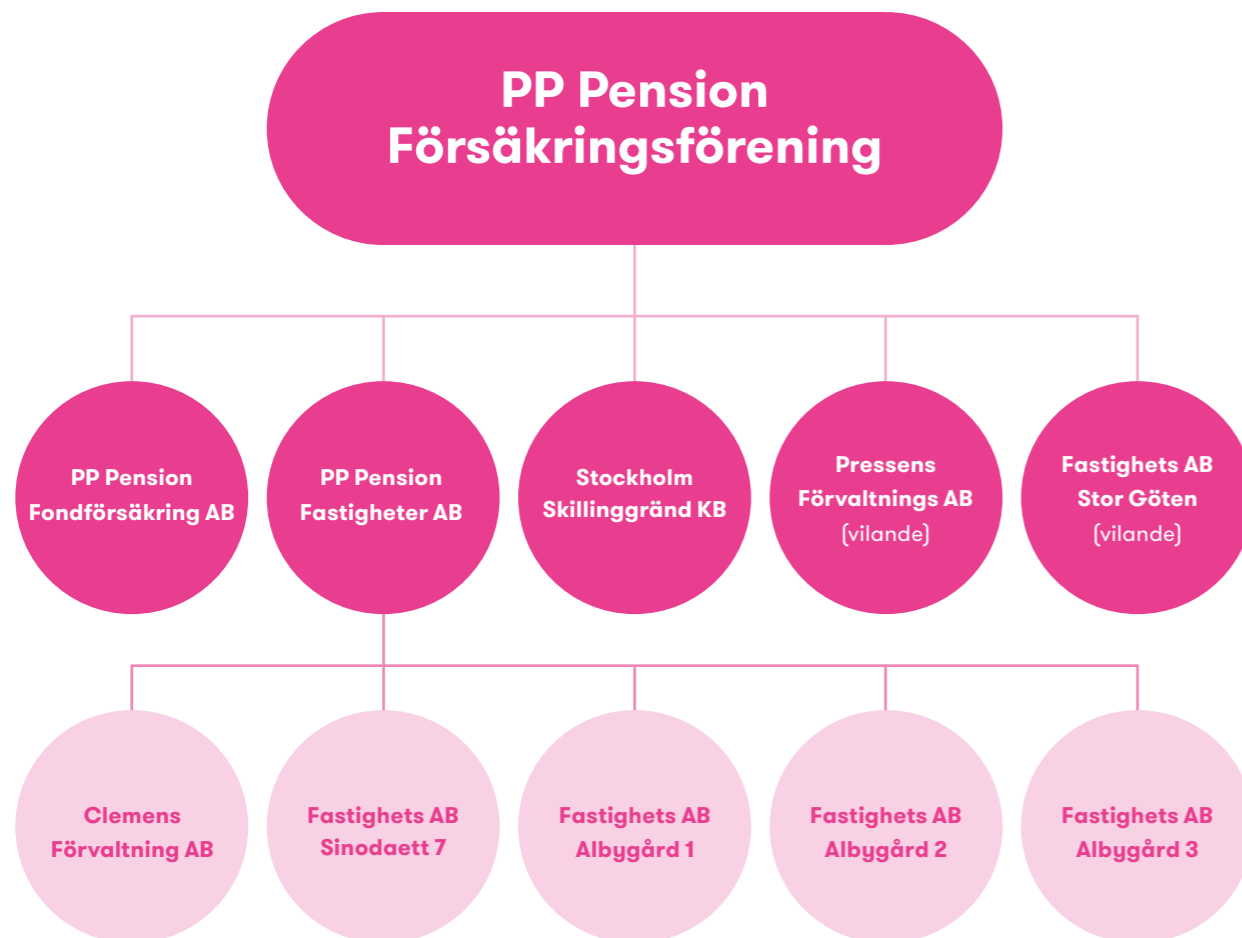 PP Pension
Försäkringsförening
PP Pension
Fondförsäkring AB
PP Pension
Fastigheter AB
Stockholm
Skillinggränd KB
Pressens
Förvaltnings AB
(vilande)
Fastighets AB
Stor Göten
(vilande)
Clemens
Förvaltning AB
Fastighets AB
Sinodaett 7
Fastighets AB
Albygård 1
Fastighets AB
Albygård 2
Fastighets AB
Albygård 3